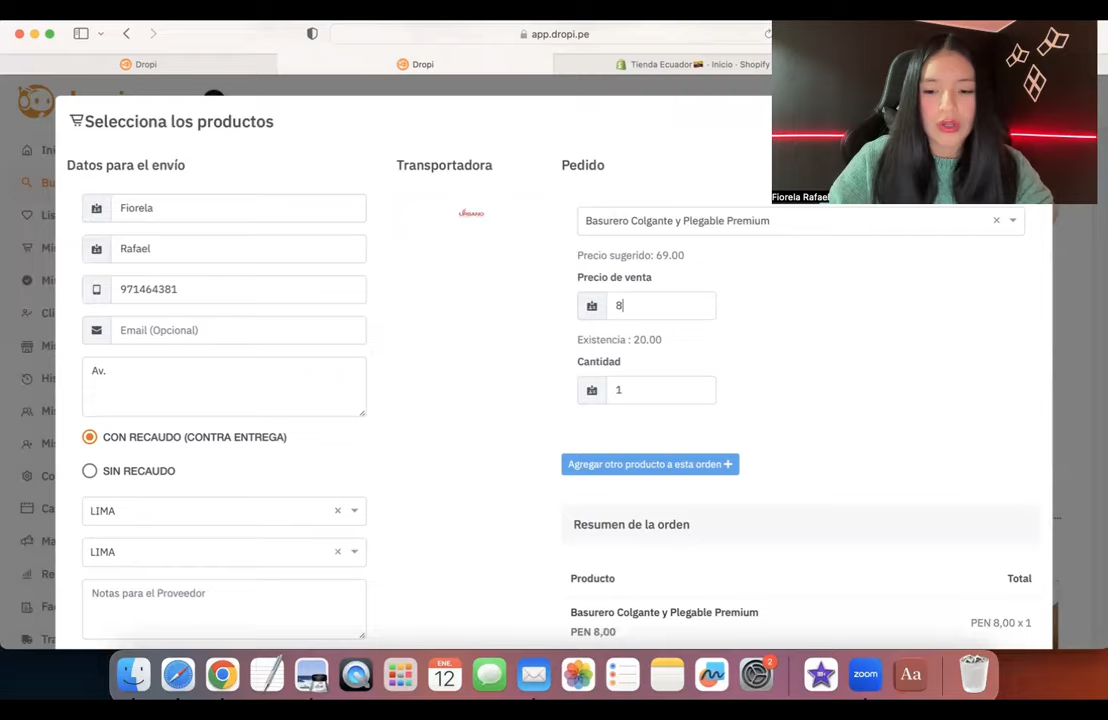 app.dropi.pe
Dropi
Dropi
Tienda Ecuador🇪🇨 · Inicio · Shopify
Selecciona los productos
Fiorela Rafael
Datos para el envío
Transportadora
Pedido
Fiorela
URBANO
Basurero Colgante y Plegable Premium
Rafael
Precio sugerido: 69.00
Precio de venta
971464381
8
Email (Opcional)
Existencia : 20.00
Cantidad
Av.
1
CON RECAUDO (CONTRA ENTREGA)
SIN RECAUDO
Agregar otro producto a esta orden
LIMA
Resumen de la orden
LIMA
Producto
Total
Notas para el Proveedor
Basurero Colgante y Plegable Premium
PEN 8,00 x 1
PEN 8,00
ENE.
12
zoom
Aa
2